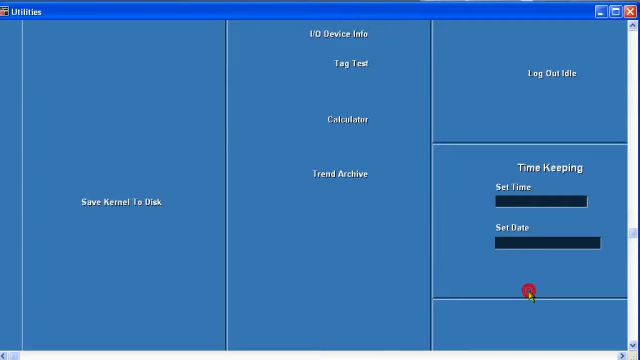 Utilities
I/O Device Info
Tag Test
Log Out Idle
Calculator
Time Keeping
Trend Archive
Set Time
Save Kernel To Disk
Set Date